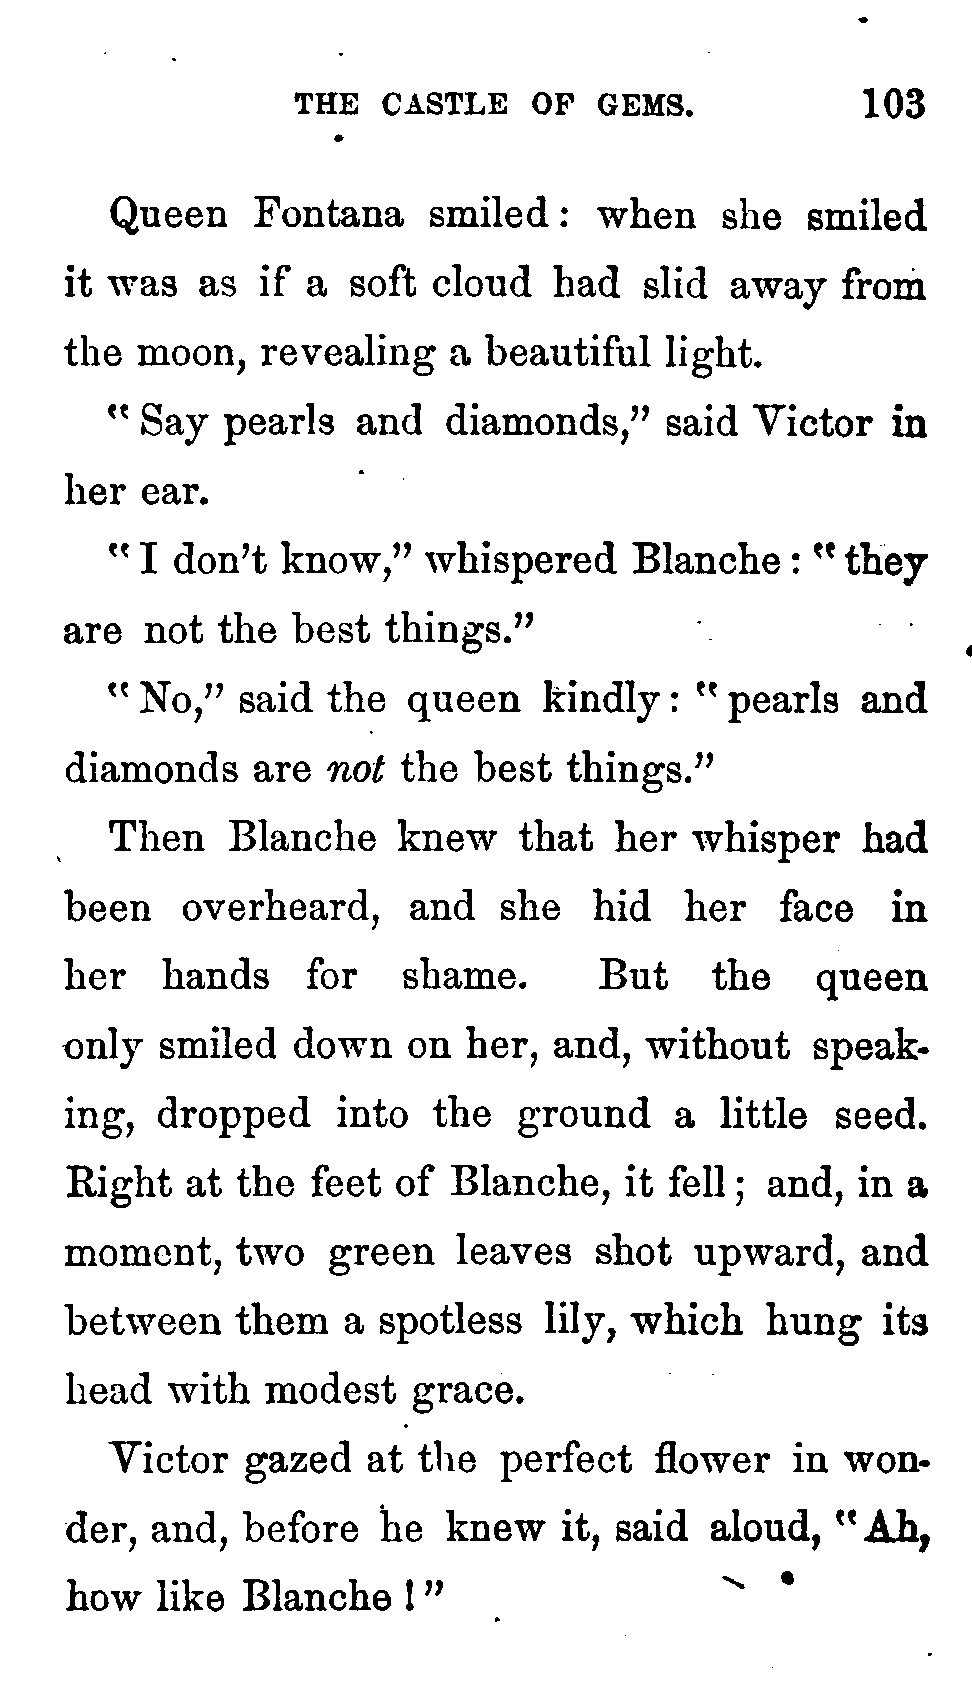 THE CASTLE OF GEMS. 103
Queen Fontana smiled: when she smiled
it was as if a soft cloud had slid away from
the moon, revealing a beautiful light.
"Say pearls and diamonds," said Victor in
her ear.
"I don't know," whispered Blanche: "they
are not the best things."
"No," said the queen kindly: "pearls and
diamonds are not the best things."
Then Blanche knew that her whisper had
been overheard, and she hid her face in
her hands for shame. But the queen
only smiled down on her, and, without speak-
ing, dropped into the ground a little seed.
Right at the feet of Blanche, it fell; and, in a
moment, two green leaves shot upward, and
between them a spotless lily, which hung its
head with modest grace.
Victor gazed at the perfect flower in won-
der, and, before he knew it, said aloud, "Ah,
how like Blanche!"